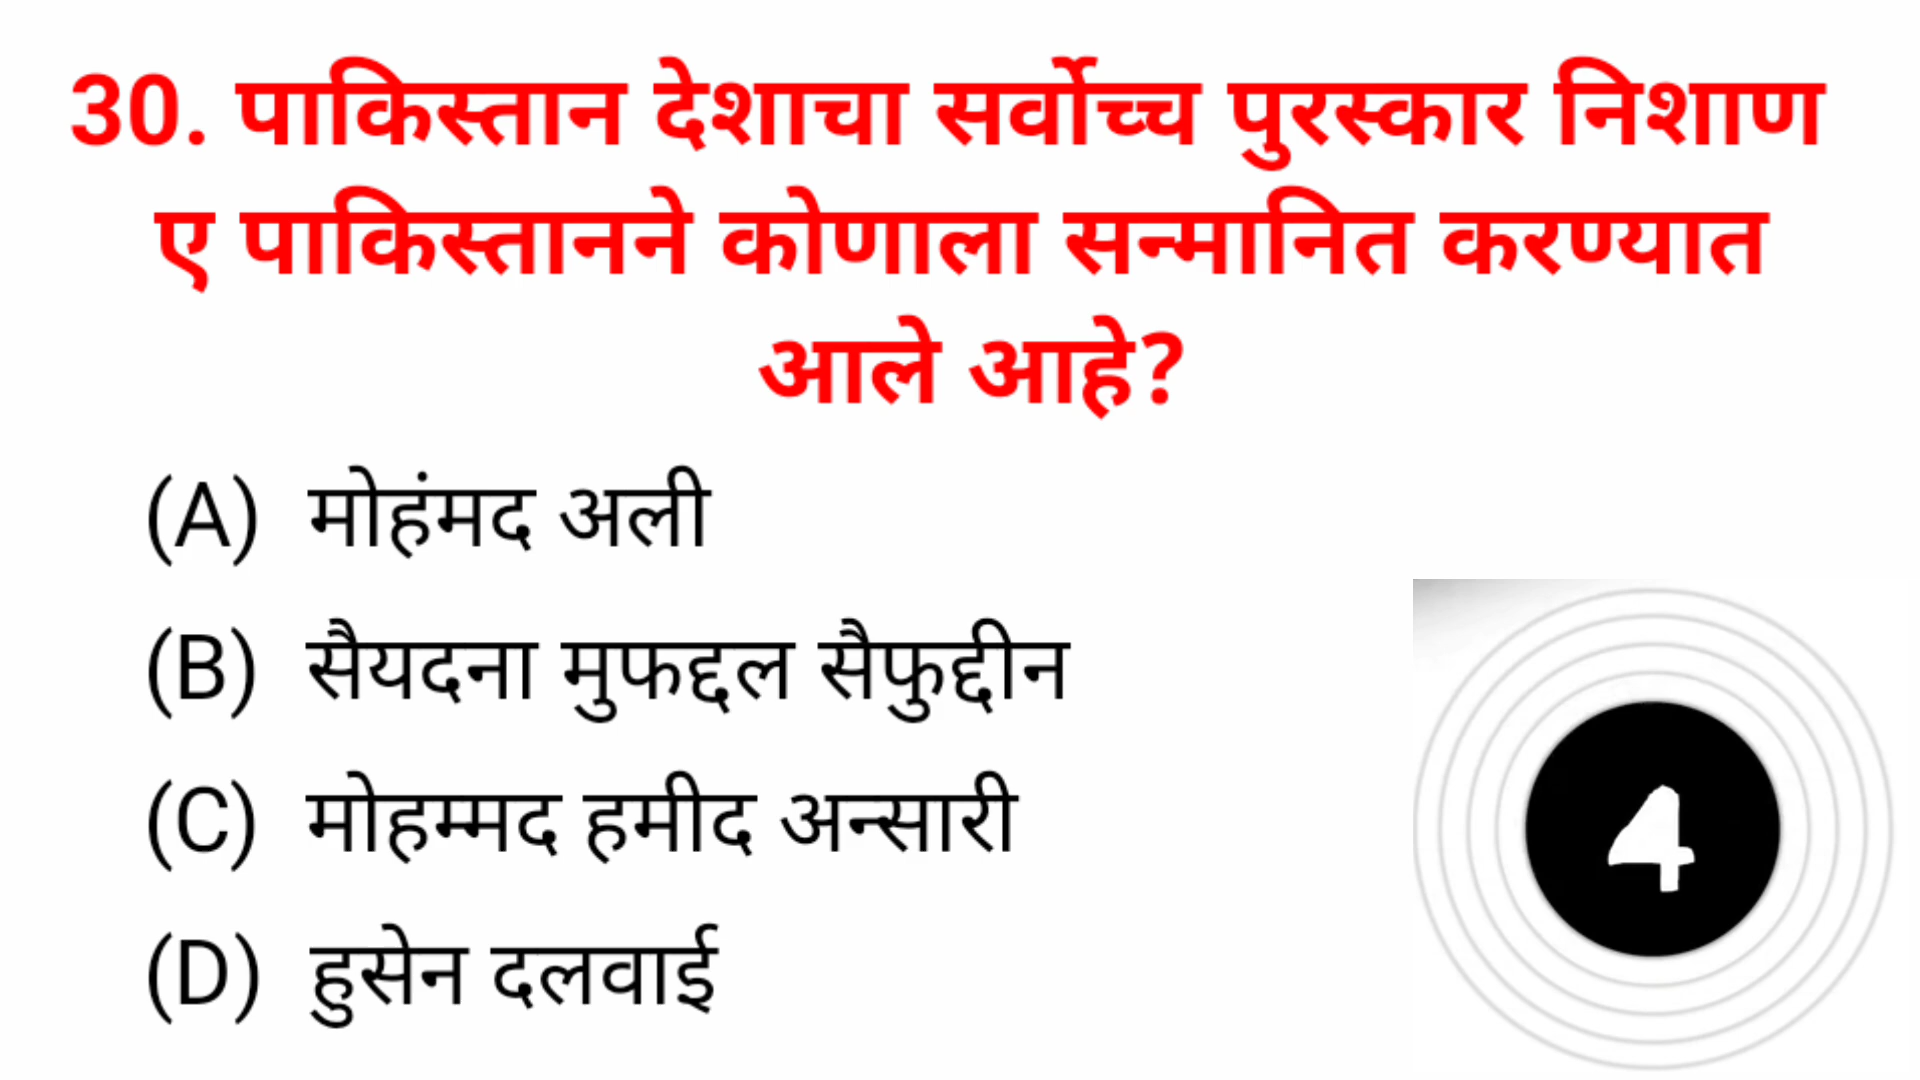 30. पाकिस्तान देशाचा सर्वोच्च पुरस्कार निशाण
ए पाकिस्तानने कोणाला सन्मानित करण्यात
आले आहे?
(A) मोहंमद अली
(B) सैयदना मुफद्दल सैफुद्दीन
(C) मोहम्मद हमीद अन्सारी
(D) हुसेन दलवाई
4